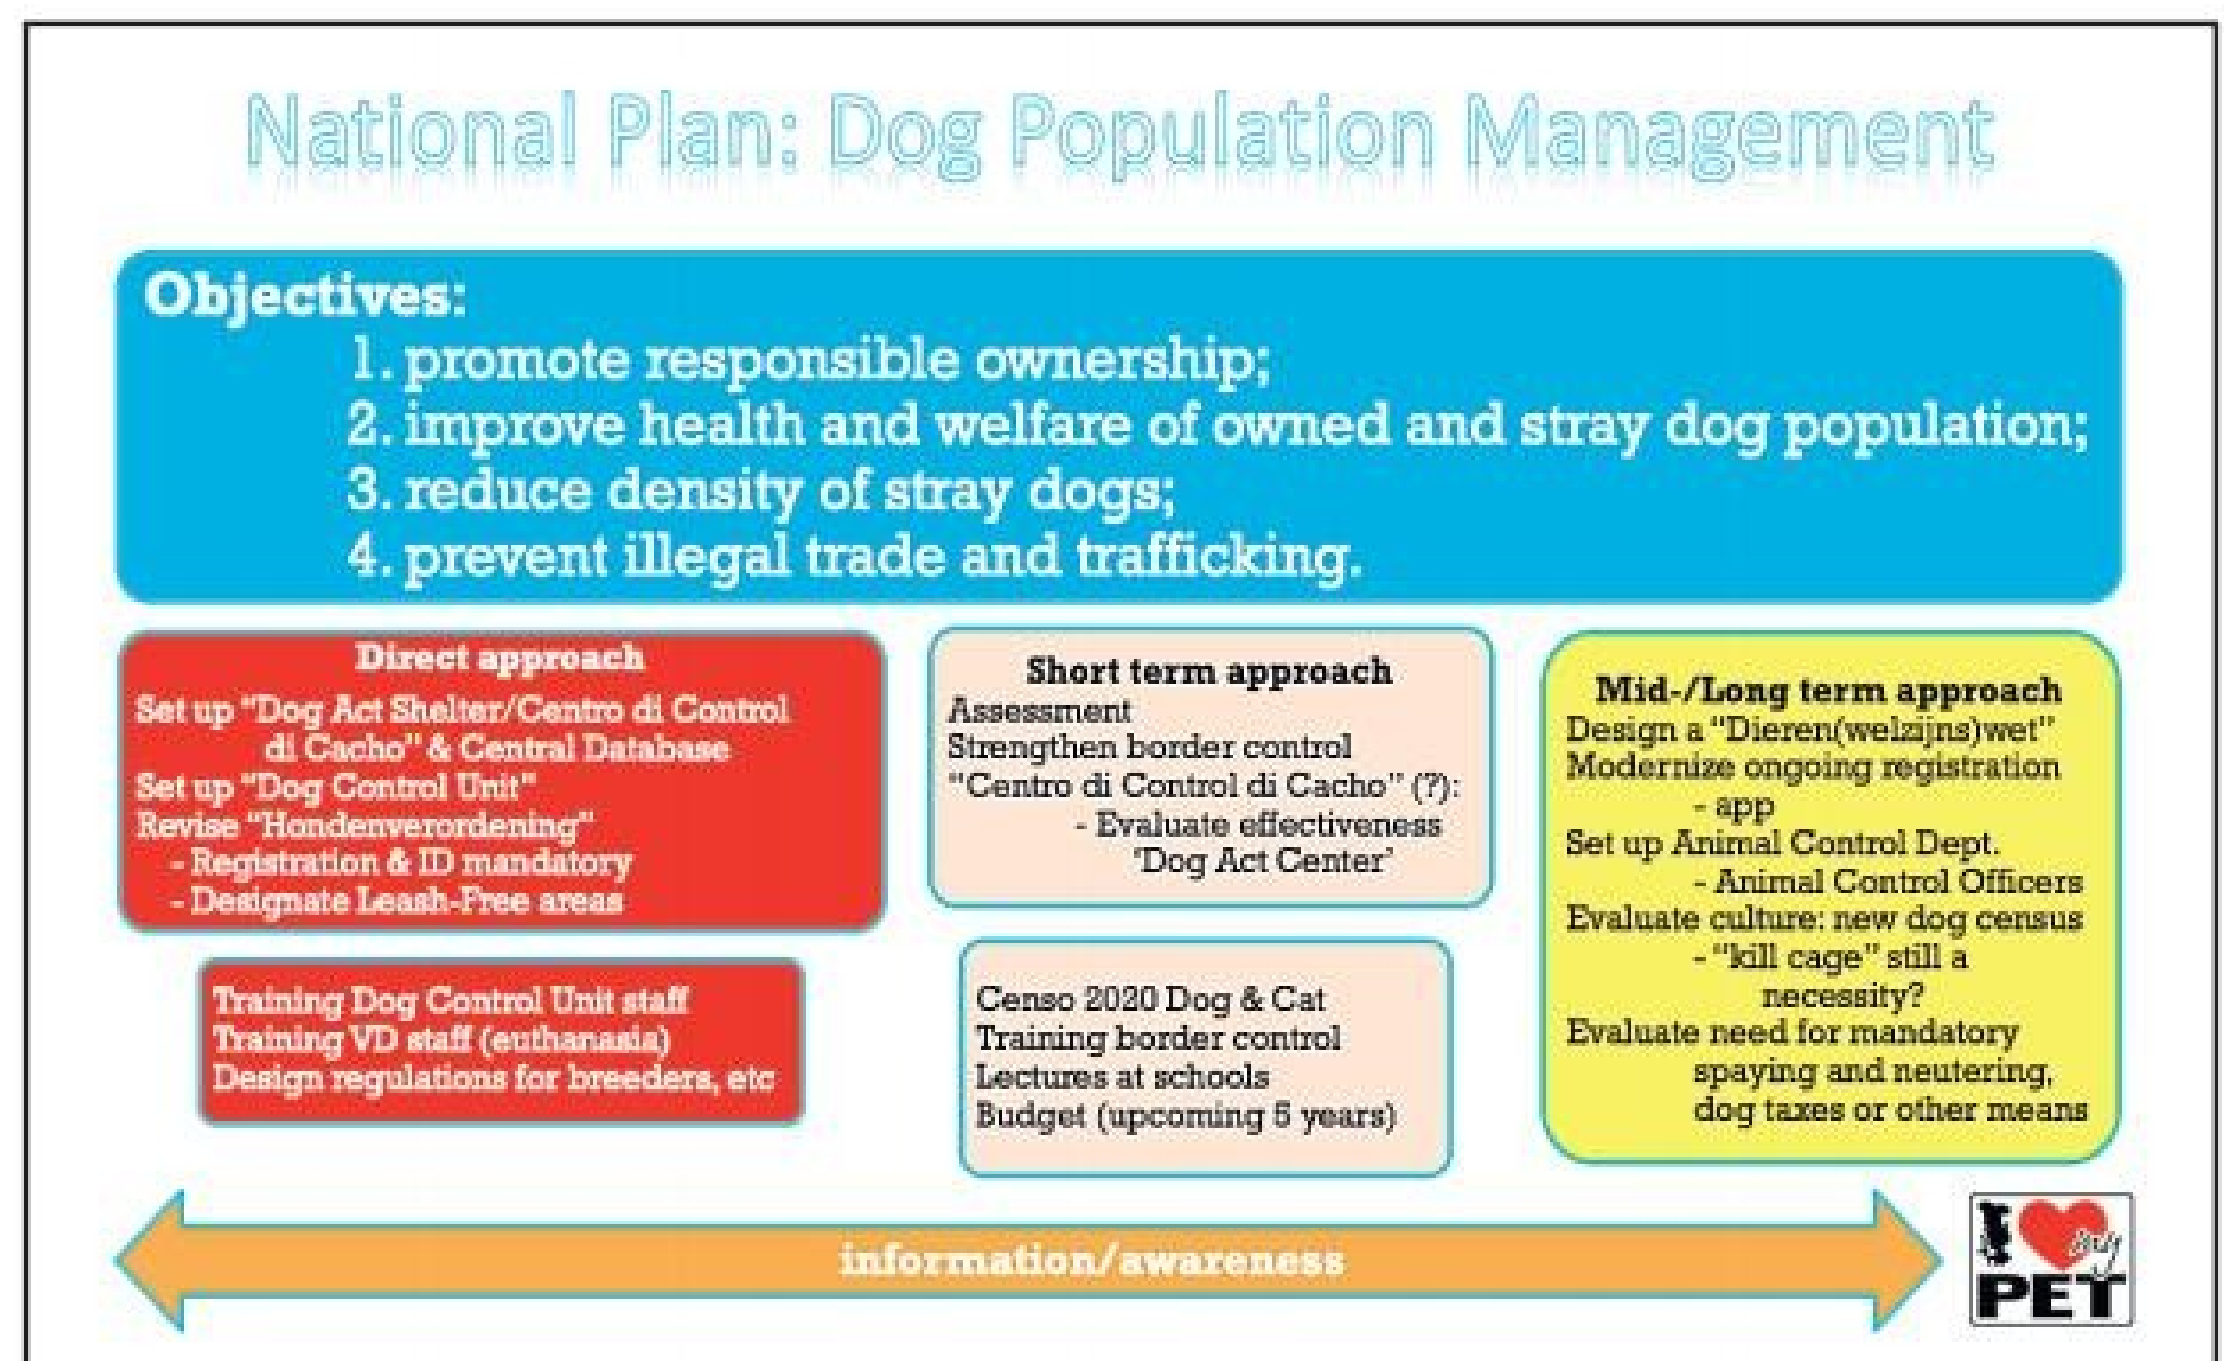 National Plan: Dog Population Management
Objectives:
1. promote responsible ownership;
2. improve health and welfare of owned and stray dog population;
3. reduce density of stray dogs;
4. prevent illegal trade and trafficking.
Direct approach
Set up "Dog Act Shelter/Centro di Control
di Cacho" & Central Database
Set up "Dog Control Unit"
Revise "Hondenverordening"
- Registration & ID mandatory
- Designate Leash-Free areas
Training Dog Control Unit staff
Training VD staff (euthanasia)
Design regulations for breeders, etc
Short term approach
Assessment
Strengthen border control
"Centro di Control di Cacho" (?):
- Evaluate effectiveness
'Dog Act Center'
Censo 2020 Dog & Cat
Training border control
Lectures at schools
Budget (upcoming 5 years)
Mid-/Long term approach
Design a "Dieren(welzijns)wet"
Modernize ongoing registration
- app
Set up Animal Control Dept.
- Animal Control Officers
Evaluate culture: new dog census
- "kill cage" still a
necessity?
Evaluate need for mandatory
spaying and neutering,
dog taxes or other means
information/awareness
I my
PET